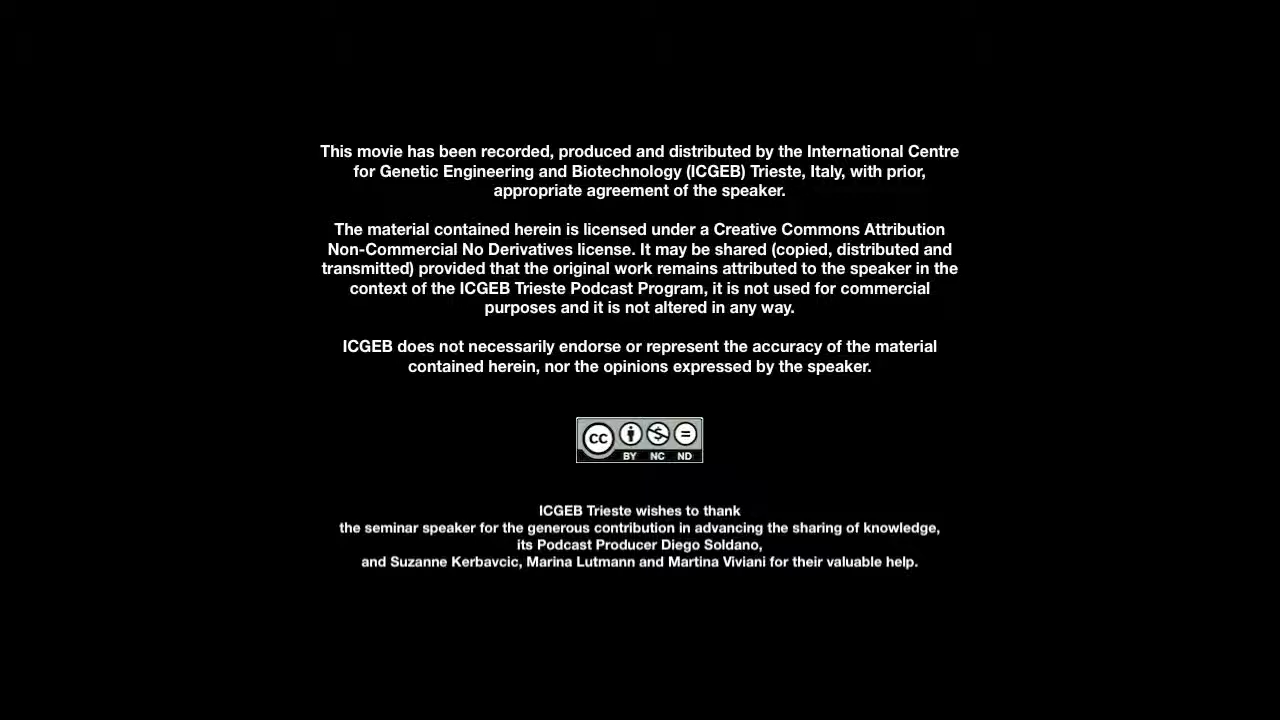 This movie has been recorded, produced and distributed by the International Centre
for Genetic Engineering and Biotechnology (ICGEB) Trieste, Italy, with prior,
appropriate agreement of the speaker.
The material contained herein is licensed under a Creative Commons Attribution
Non-Commercial No Derivatives license. It may be shared (copied, distributed and
transmitted) provided that the original work remains attributed to the speaker in the
context of the ICGEB Trieste Podcast Program, it is not used for commercial
purposes and it is not altered in any way.
ICGEB does not necessarily endorse or represent the accuracy of the material
contained herein, nor the opinions expressed by the speaker.
CC
BY NC ND
ICGEB Trieste wishes to thank
the seminar speaker for the generous contribution in advancing the sharing of knowledge,
its Podcast Producer Diego Soldano,
and Suzanne Kerbavcic, Marina Lutmann and Martina Viviani for their valuable help.